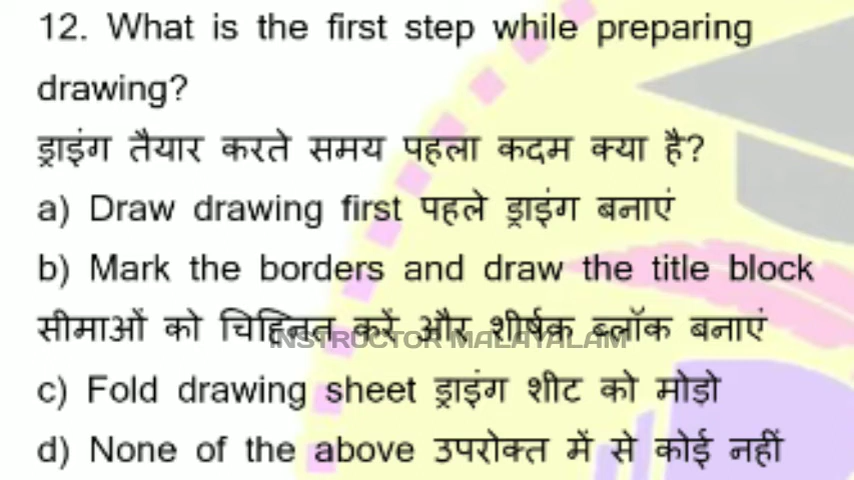 12. What is the first step while preparing
drawing?
ड्राइंग तैयार करते समय पहला कदम क्या है?
a) Draw drawing first पहले ड्राइंग बनाएं
b) Mark the borders and draw the title block
सीमाओं को चिह्नित करें और शीर्षक ब्लॉक बनाएं
INSTRUCTOR MALAYALAM
c) Fold drawing sheet ड्राइंग शीट को मोड़ो
d) None of the above उपरोक्त में से कोई नहीं